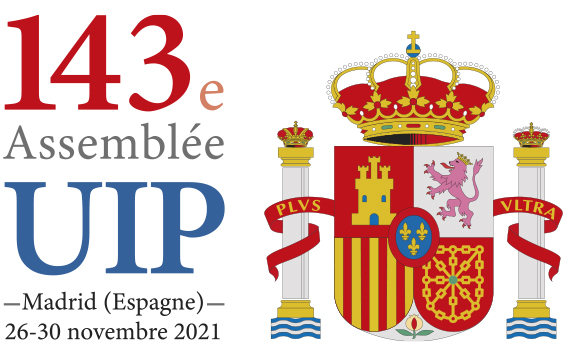 143e
Assemblée
UIP
–Madrid (Espagne)–
26-30 novembre 2021
PLVS VLTRA